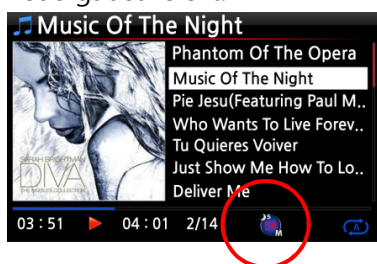 Music Of The Night
Phantom Of The Opera
Music Of The Night
Pie Jesu(Featuring Paul M..
Who Wants To Live Forev..
Tu Quieres Voiver
Just Show Me How To Lo..
Deliver Me
SARAH BRIGHTMAN
DIVA
THE SINGLES COLLECTION
03 : 51
04 : 01
2/14
S
M
A